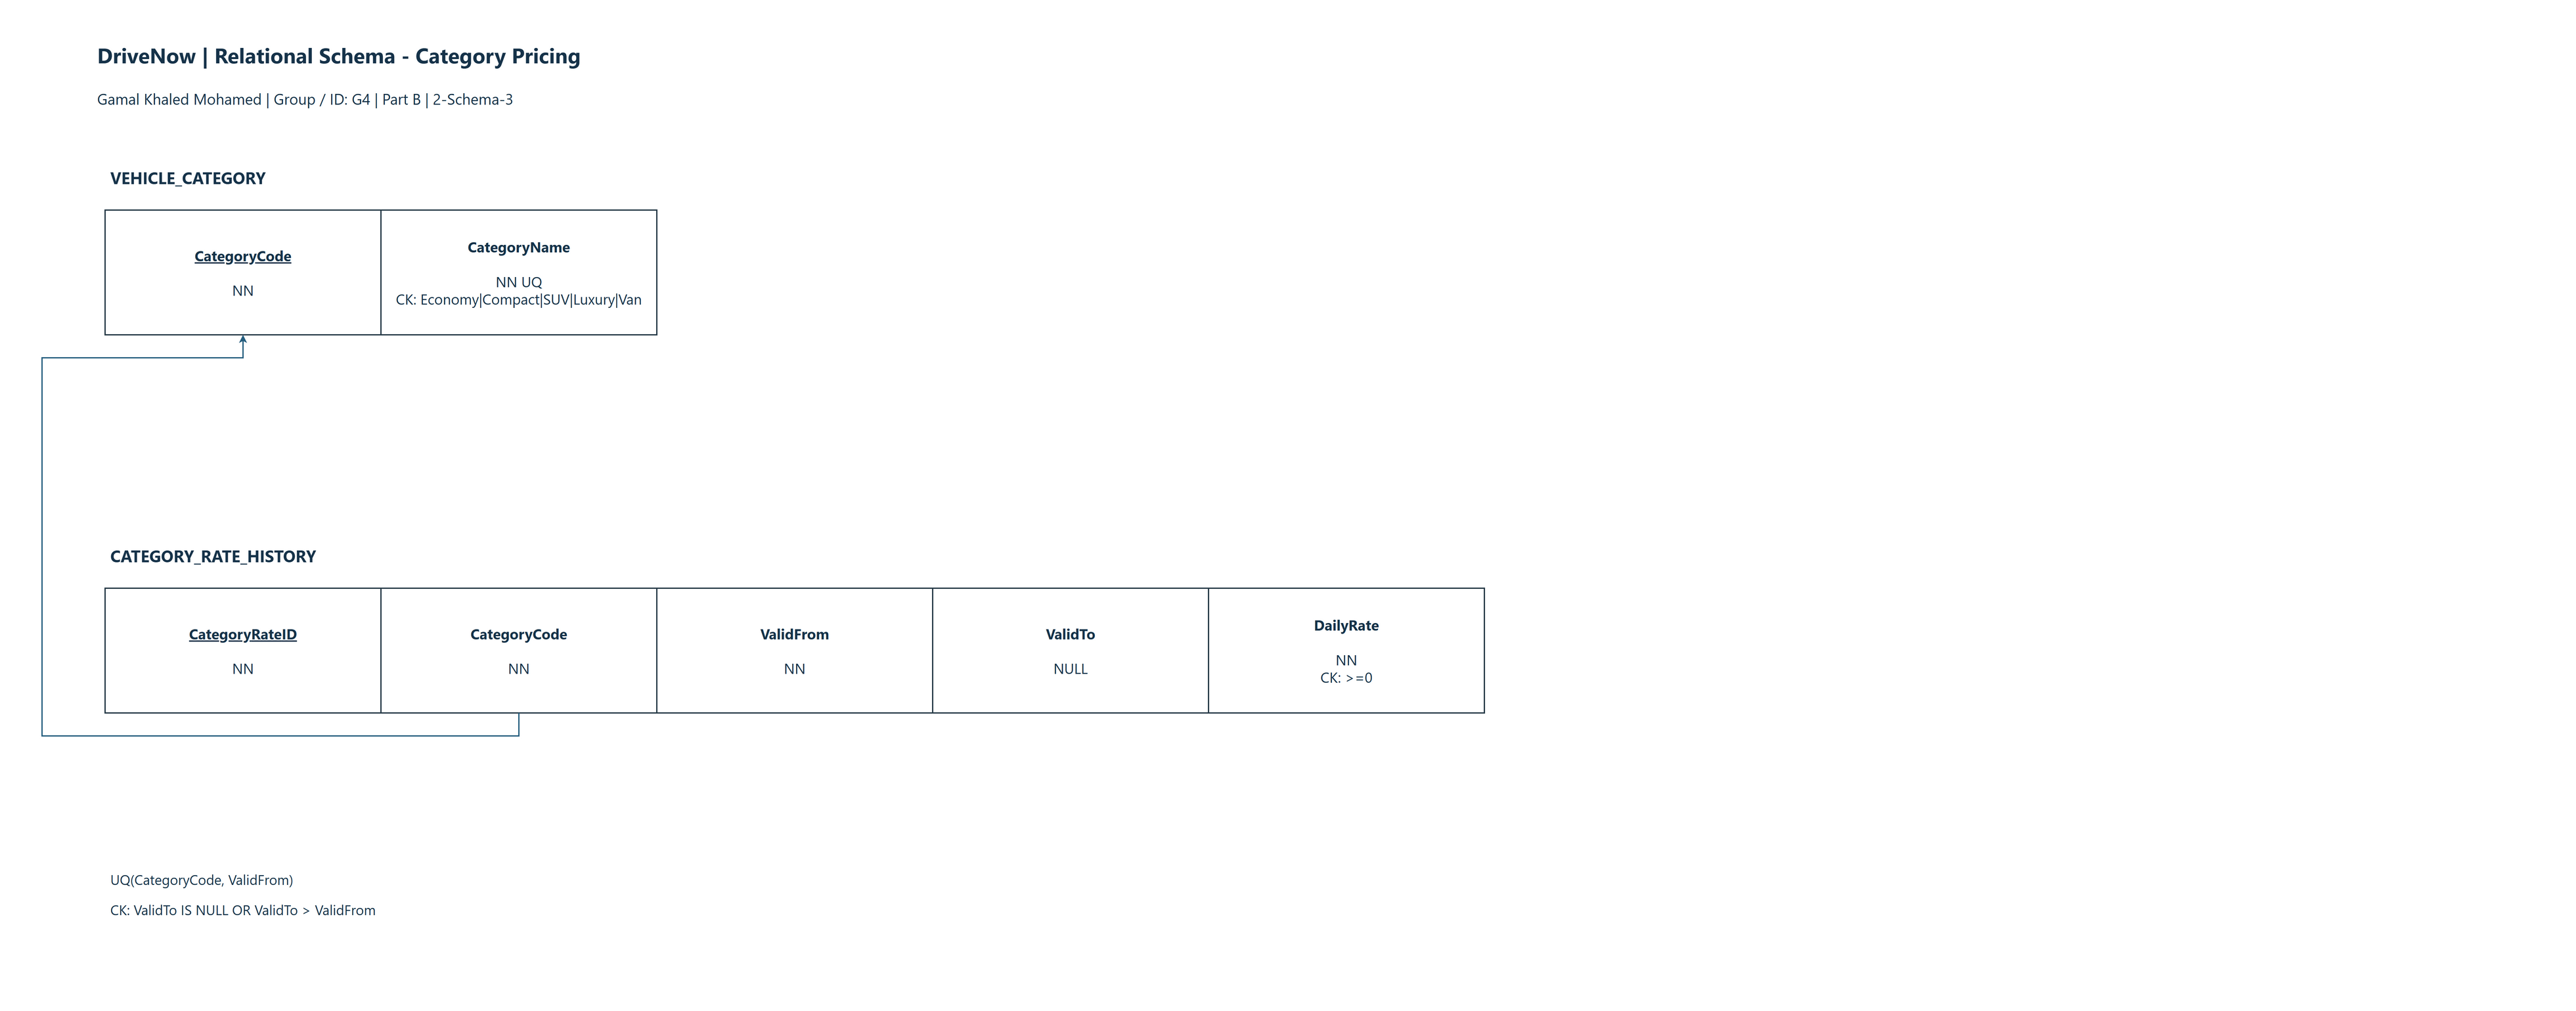 DriveNow | Relational Schema - Category Pricing
Gamal Khaled Mohamed | Group / ID: G4 | Part B | 2-Schema-3
VEHICLE_CATEGORY
CategoryCode
NN
CategoryName
NN UQ
CK: Economy|Compact|SUV|Luxury|Van
CATEGORY_RATE_HISTORY
CategoryRateID
NN
CategoryCode
NN
ValidFrom
NN
ValidTo
NULL
DailyRate
NN
CK: >=0
UQ(CategoryCode, ValidFrom)
CK: ValidTo IS NULL OR ValidTo > ValidFrom